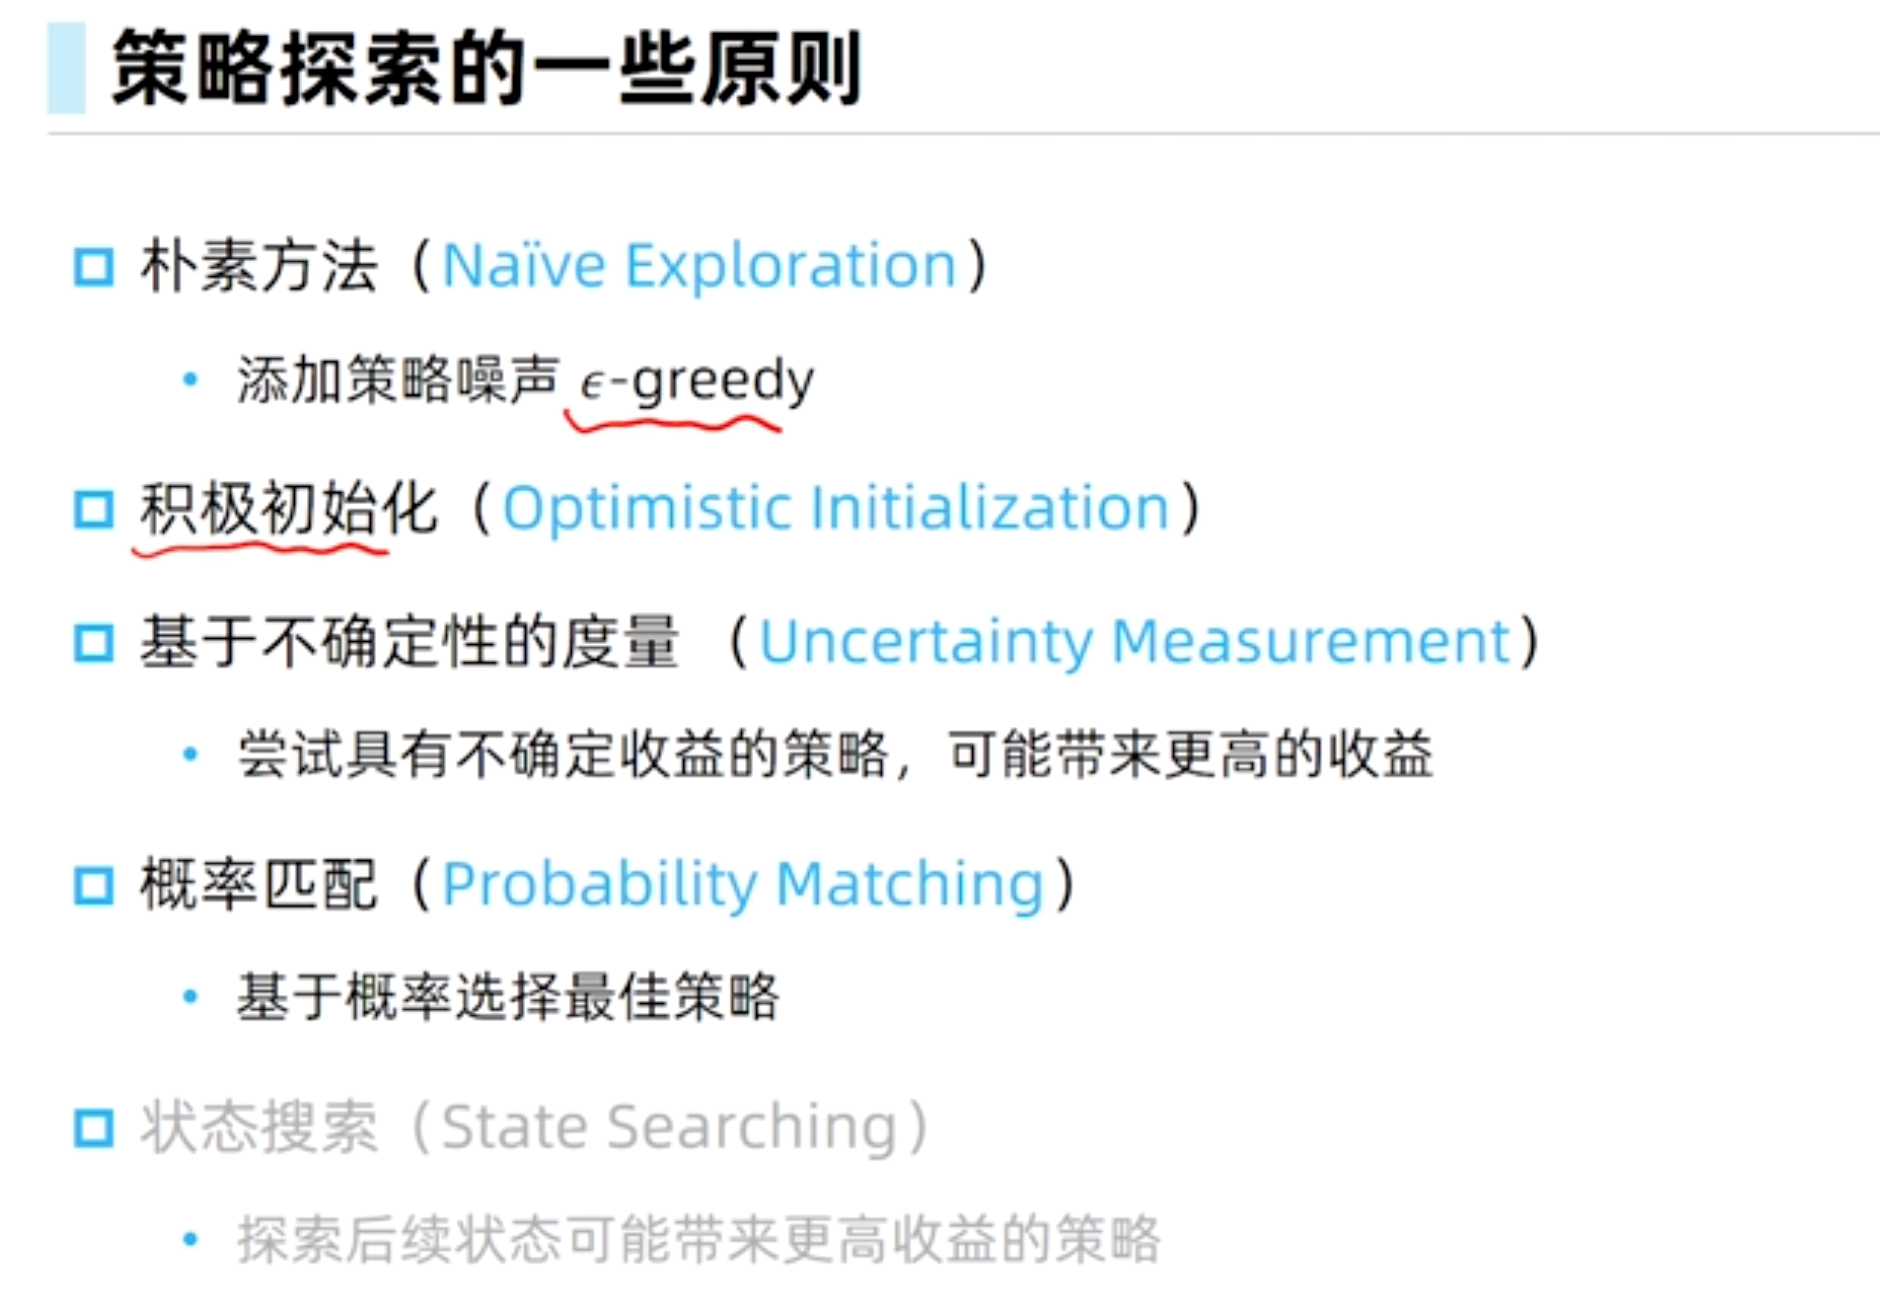 策略探索的一些原则
朴素方法（Naïve Exploration）
• 添加策略噪声 ϵ-greedy
积极初始化（Optimistic Initialization）
基于不确定性的度量 （Uncertainty Measurement）
• 尝试具有不确定收益的策略，可能带来更高的收益
概率匹配（Probability Matching）
• 基于概率选择最佳策略
状态搜索（State Searching）
• 探索后续状态可能带来更高收益的策略